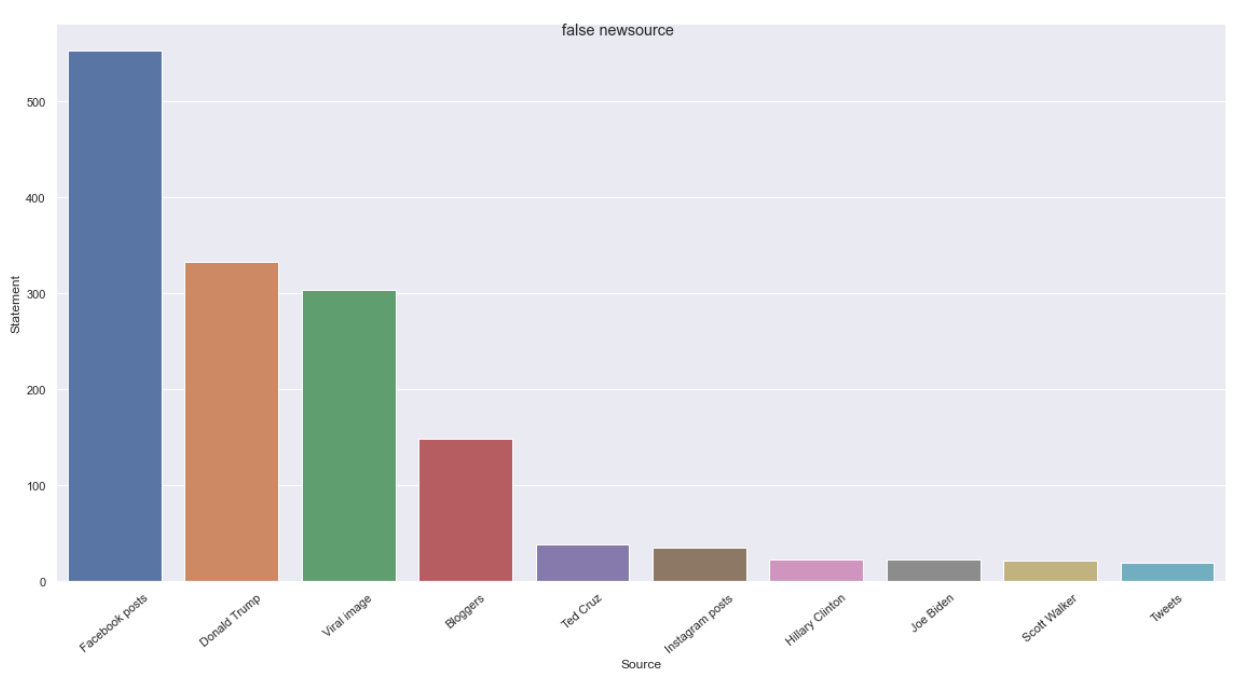 false newsource
500
400
300
200
100
0
Statement
Facebook posts
Donald Trump
Viral image
Bloggers
Ted Cruz
Instagram posts
Hillary Clinton
Joe Biden
Scott Walker
Tweets
Source